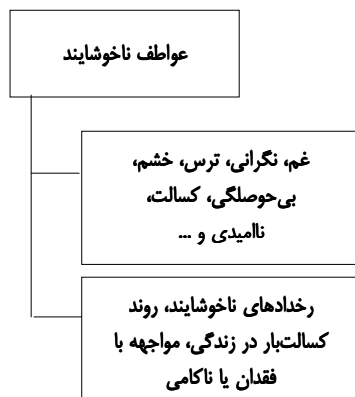 عواطف ناخوشایند
غم، نگرانی، ترس، خشم،
بی‌حوصلگی، کسالت،
ناامیدی و ...
رخدادهای ناخوشایند، روند
کسالت‌بار در زندگی، مواجهه با
فقدان یا ناکامی